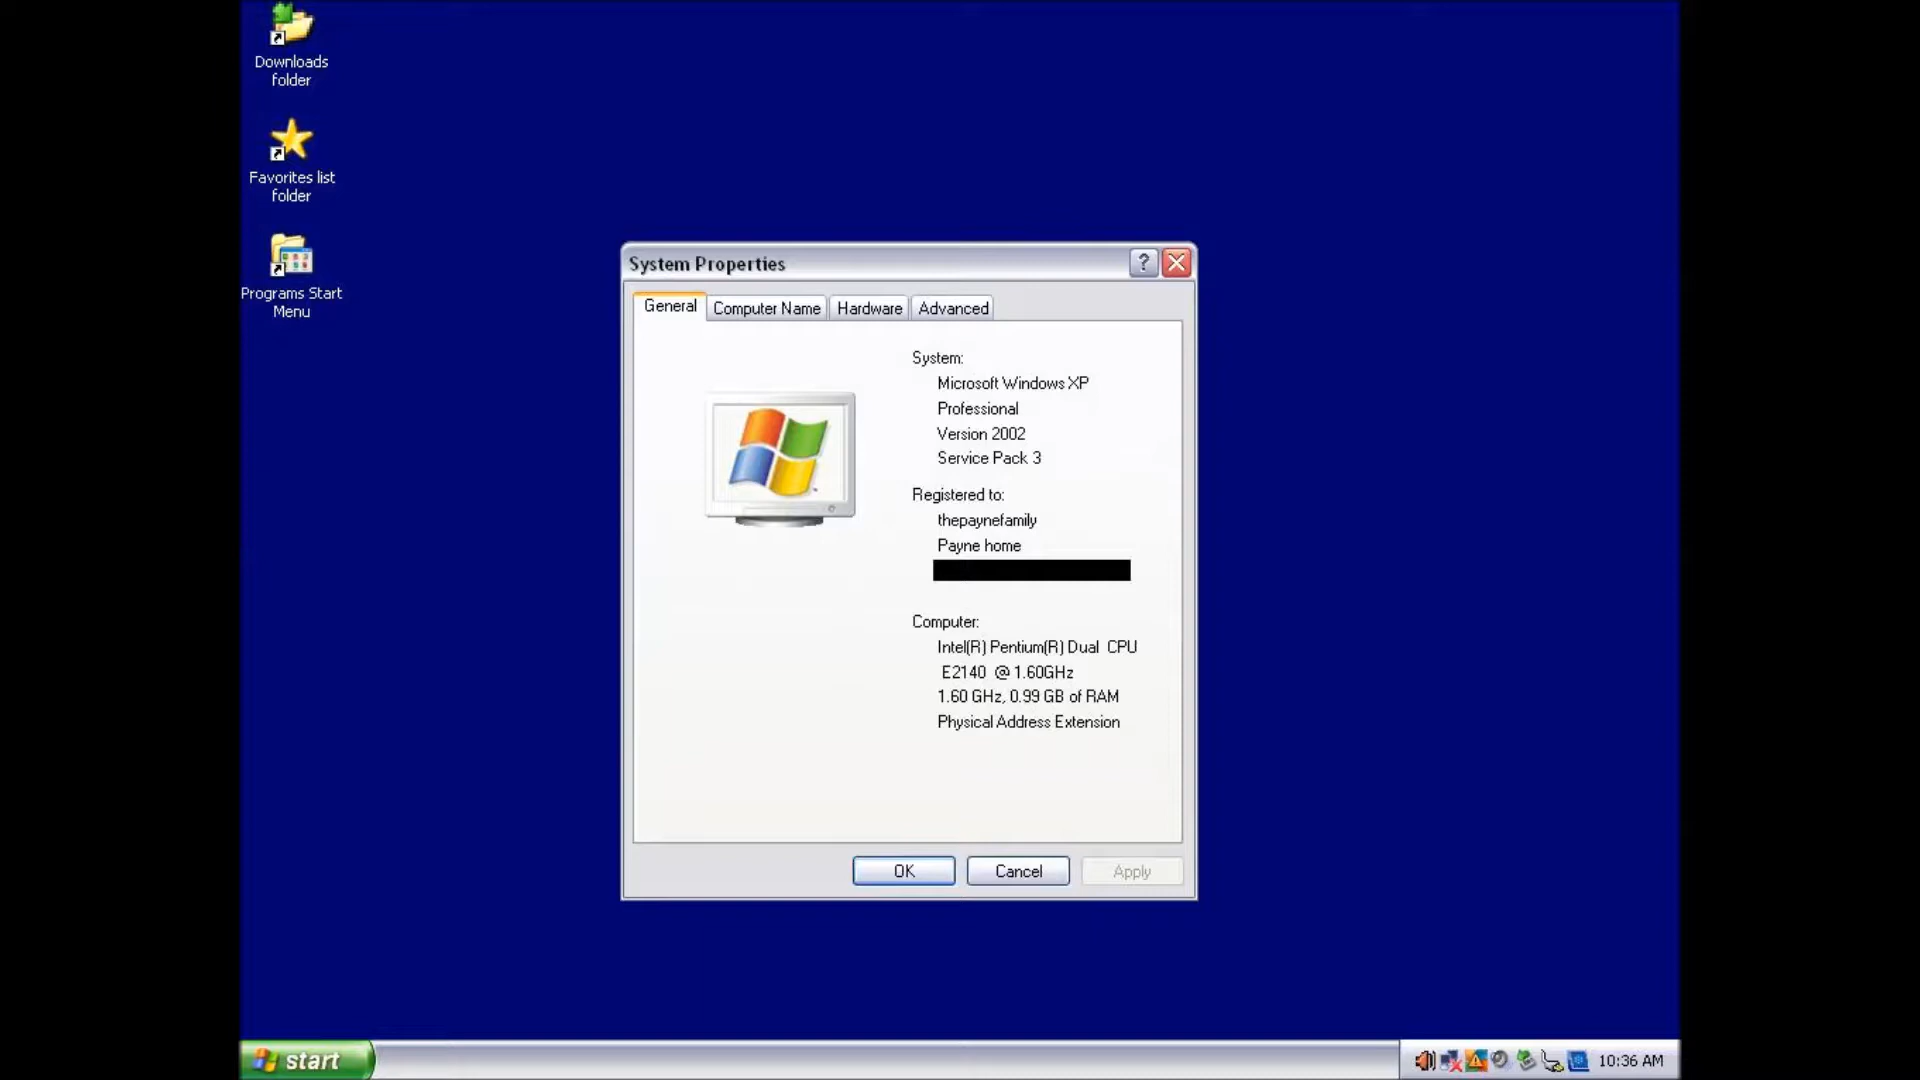 Downloads
folder
Favorites list
folder
Programs Start
Menu
System Properties
General
Computer Name
Hardware
Advanced
System:
Microsoft Windows XP
Professional
Version 2002
Service Pack 3
Registered to:
thepaynefamily
Payne home
Computer:
Intel(R) Pentium(R) Dual CPU
E2140 @ 1.60GHz
1.60 GHz, 0.99 GB of RAM
Physical Address Extension
OK
Cancel
Apply
start
10:36 AM